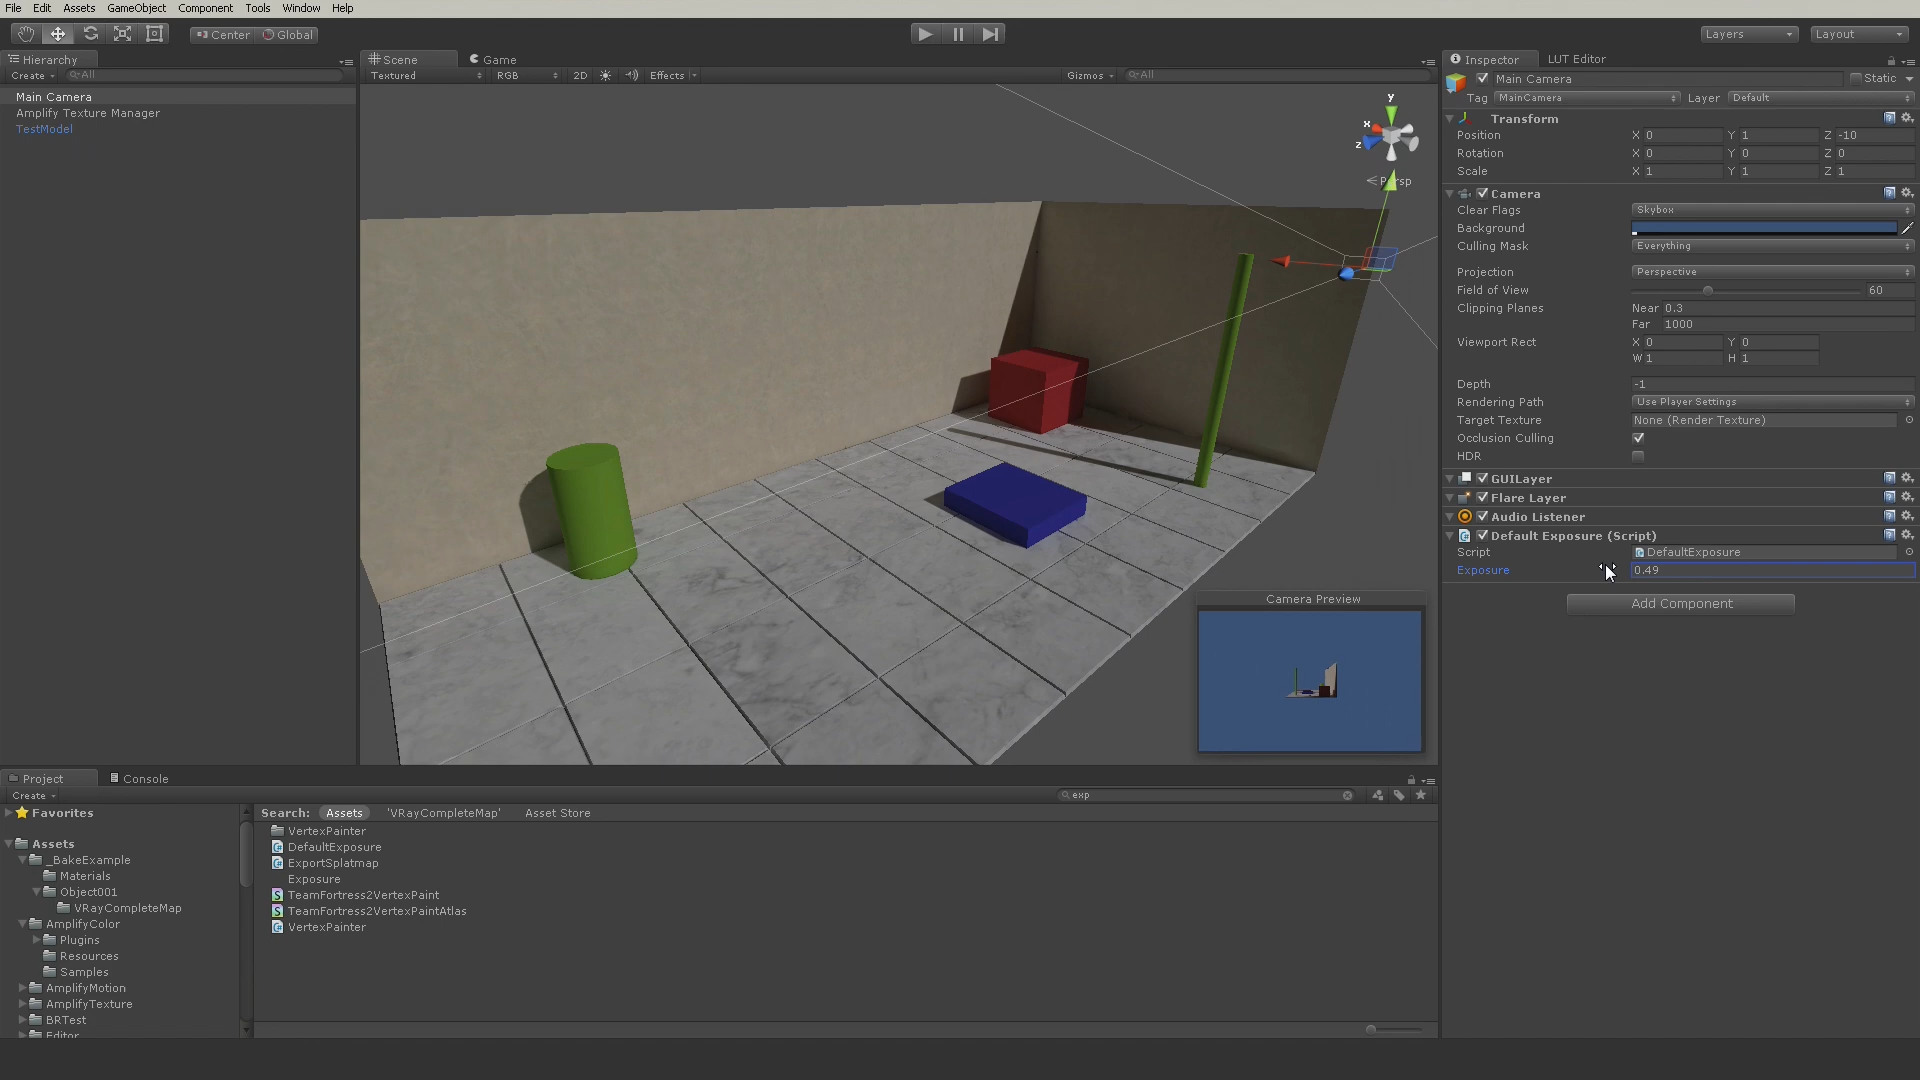 File Edit Assets GameObject Component Tools Window Help
Center Global
Layers
Layout
Hierarchy
Create All
Main Camera
Amplify Texture Manager
TestModel
Scene Game
Textured RGB 2D Effects Gizmos All
y
x
z
Persp
Camera Preview
Inspector LUT Editor
Main Camera Static
Tag MainCamera Layer Default
Transform
Position X 0 Y 1 Z -10
Rotation X 0 Y 0 Z 0
Scale X 1 Y 1 Z 1
Camera
Clear Flags Skybox
Background
Culling Mask Everything
Projection Perspective
Field of View 60
Clipping Planes Near 0.3
Far 1000
Viewport Rect X 0 Y 0
W 1 H 1
Depth -1
Rendering Path Use Player Settings
Target Texture None (Render Texture)
Occlusion Culling
HDR
GUILayer
Flare Layer
Audio Listener
Default Exposure (Script)
Script DefaultExposure
Exposure 0.49
Add Component
Project Console
Create exp
Favorites
Assets
_BakeExample
Materials
Object001
VRayCompleteMap
AmplifyColor
Plugins
Resources
Samples
AmplifyMotion
AmplifyTexture
BRTest
Editor
Search: Assets 'VRayCompleteMap' Asset Store
VertexPainter
DefaultExposure
ExportSplatmap
Exposure
TeamFortress2VertexPaint
TeamFortress2VertexPaintAtlas
VertexPainter